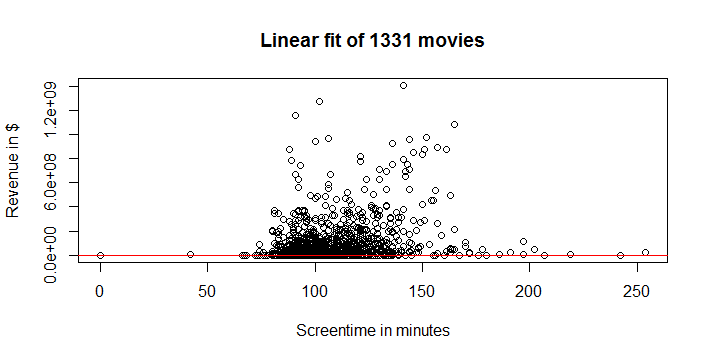 Linear fit of 1331 movies
Revenue in $
0.0e+00
6.0e+08
1.2e+09
0
50
100
150
200
250
Screentime in minutes